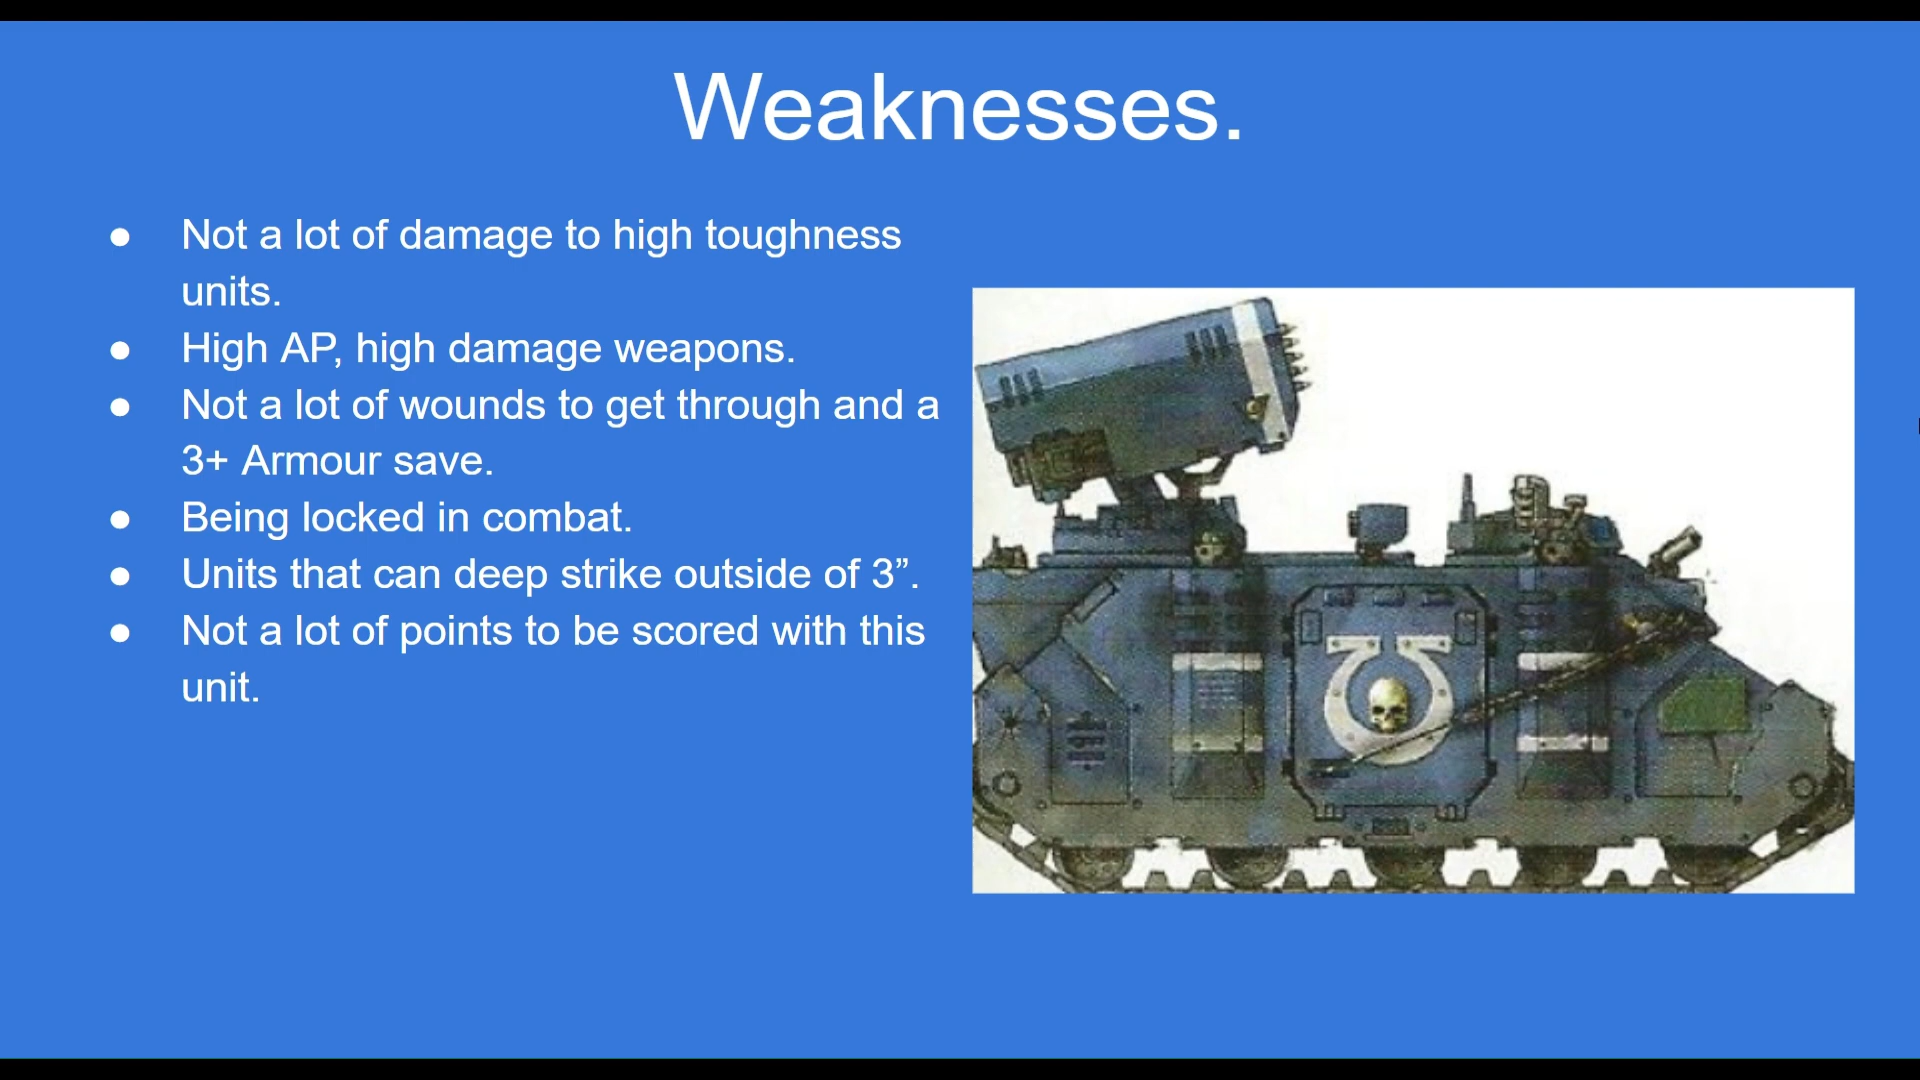 Weaknesses.
● Not a lot of damage to high toughness
units.
● High AP, high damage weapons.
● Not a lot of wounds to get through and a
3+ Armour save.
● Being locked in combat.
● Units that can deep strike outside of 3”.
● Not a lot of points to be scored with this
unit.